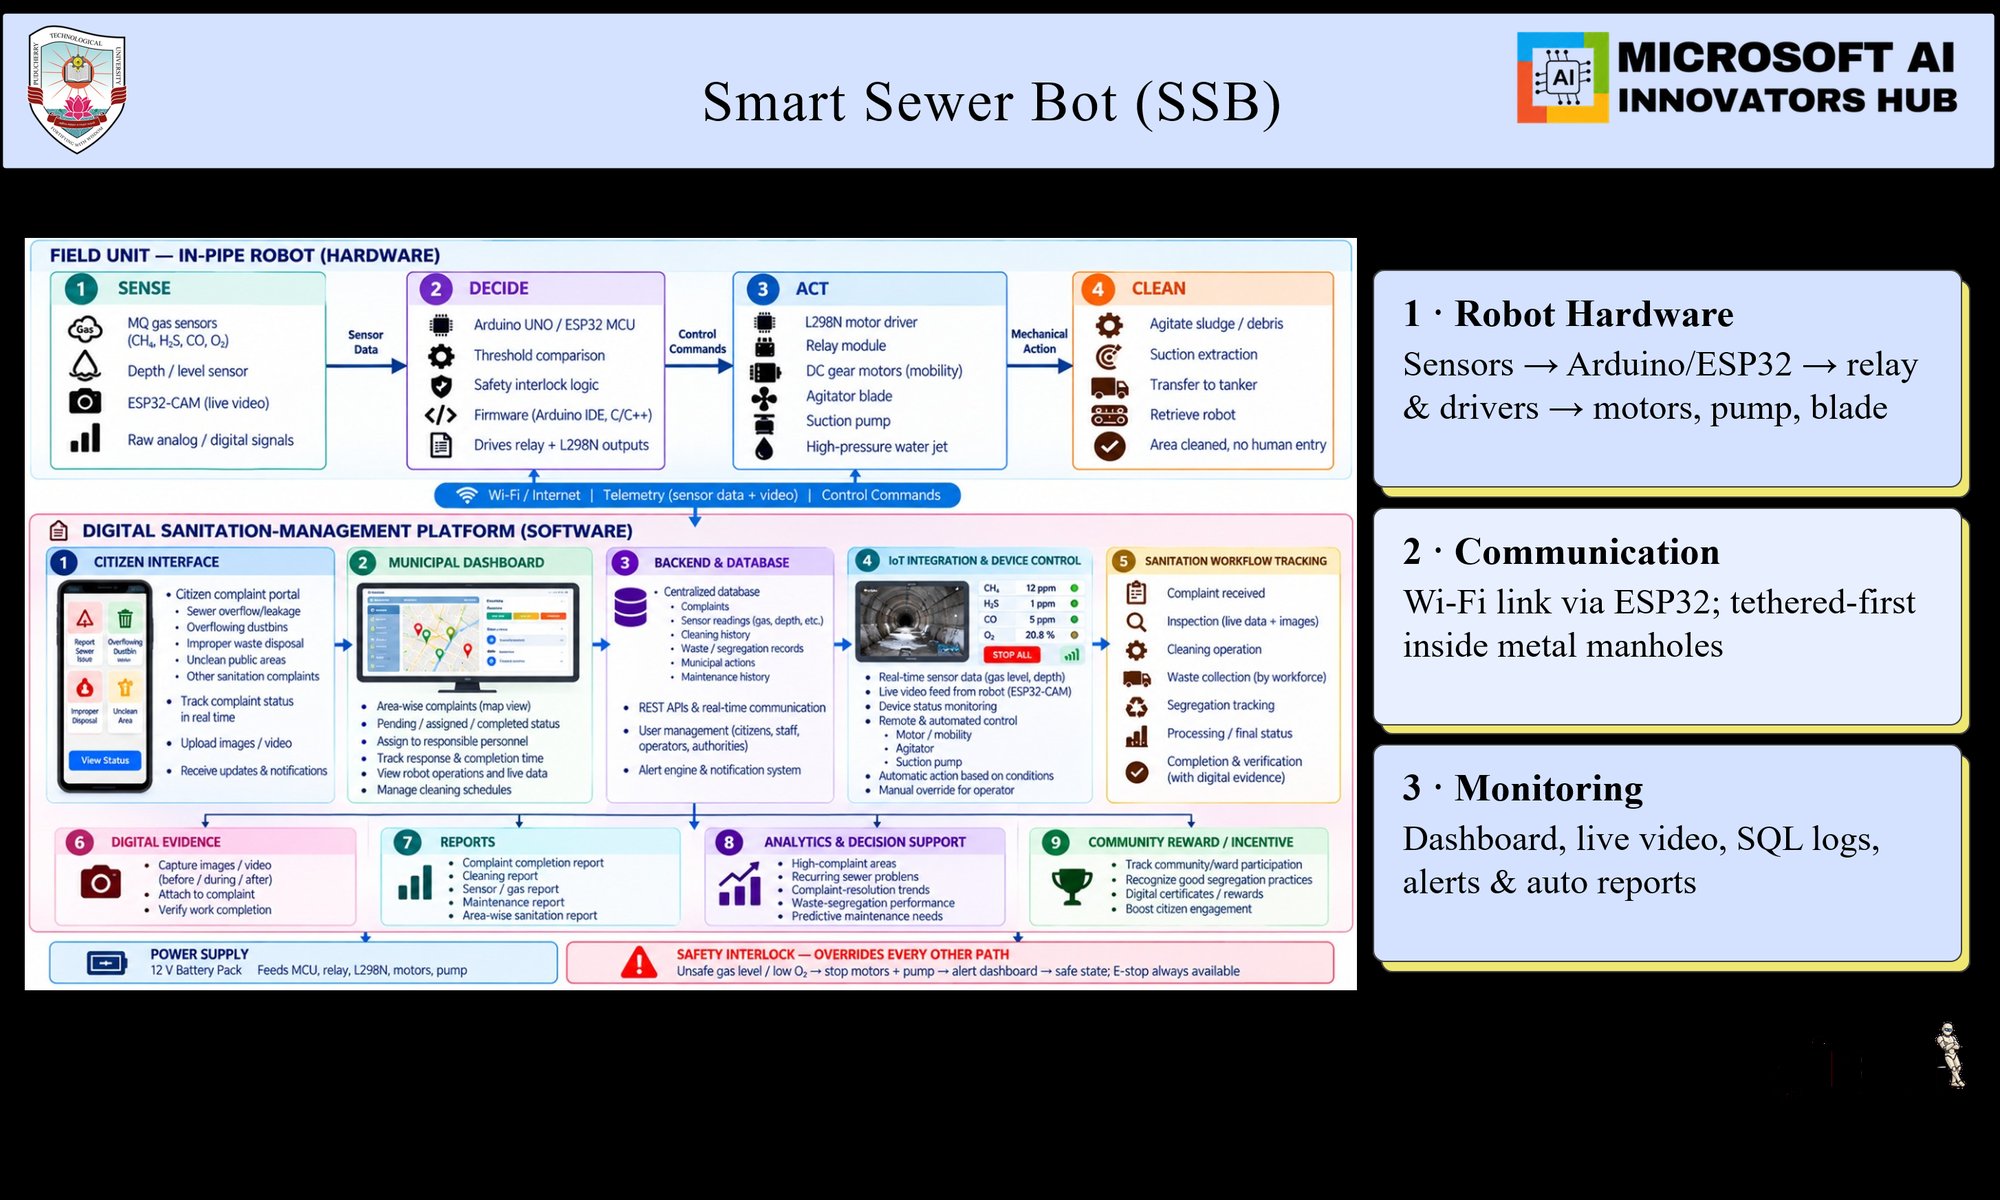 PUDUCHERRY TECHNOLOGICAL UNIVERSITY
Smart Sewer Bot (SSB)
AI
MICROSOFT AI
INNOVATORS HUB
FIELD UNIT — IN-PIPE ROBOT (HARDWARE)
1 SENSE
Gas
MQ gas sensors
(CH₄, H₂S, CO, O₂)
Depth / level sensor
ESP32-CAM (live video)
Raw analog / digital signals
Sensor
Data
2 DECIDE
Arduino UNO / ESP32 MCU
Threshold comparison
Safety interlock logic
Firmware (Arduino IDE, C/C++)
Drives relay + L298N outputs
Control
Commands
3 ACT
L298N motor driver
Relay module
DC gear motors (mobility)
Agitator blade
Suction pump
High-pressure water jet
Mechanical
Action
4 CLEAN
Agitate sludge / debris
Suction extraction
Transfer to tanker
Retrieve robot
Area cleaned, no human entry
Wi-Fi / Internet | Telemetry (sensor data + video) | Control Commands
DIGITAL SANITATION-MANAGEMENT PLATFORM (SOFTWARE)
1 CITIZEN INTERFACE
Report
Sewer
Issue
Overflowing
Dustbin
Improper
Disposal
Unclean
Area
View Status
• Citizen complaint portal
• Sewer overflow/leakage
• Overflowing dustbins
• Improper waste disposal
• Unclean public areas
• Other sanitation complaints
• Track complaint status
in real time
• Upload images / video
• Receive updates & notifications
2 MUNICIPAL DASHBOARD
• Area-wise complaints (map view)
• Pending / assigned / completed status
• Assign to responsible personnel
• Track response & completion time
• View robot operations and live data
• Manage cleaning schedules
3 BACKEND & DATABASE
• Centralized database
• Complaints
• Sensor readings (gas, depth, etc.)
• Cleaning history
• Waste / segregation records
• Municipal actions
• Maintenance history
• REST APIs & real-time communication
• User management (citizens, staff,
operators, authorities)
• Alert engine & notification system
4 IoT INTEGRATION & DEVICE CONTROL
CH₄ 12 ppm
H₂S 1 ppm
CO 5 ppm
O₂ 20.8 %
STOP ALL
• Real-time sensor data (gas level, depth)
• Live video feed from robot (ESP32-CAM)
• Device status monitoring
• Remote & automated control
• Motor / mobility
• Agitator
• Suction pump
• Automatic action based on conditions
• Manual override for operator
5 SANITATION WORKFLOW TRACKING
Complaint received
Inspection (live data + images)
Cleaning operation
Waste collection (by workforce)
Segregation tracking
Processing / final status
Completion & verification
(with digital evidence)
6 DIGITAL EVIDENCE
• Capture images / video
(before / during / after)
• Attach to complaint
• Verify work completion
7 REPORTS
• Complaint completion report
• Cleaning report
• Sensor / gas report
• Maintenance report
• Area-wise sanitation report
8 ANALYTICS & DECISION SUPPORT
• High-complaint areas
• Recurring sewer problems
• Complaint-resolution trends
• Waste-segregation performance
• Predictive maintenance needs
9 COMMUNITY REWARD / INCENTIVE
• Track community/ward participation
• Recognize good segregation practices
• Digital certificates / rewards
• Boost citizen engagement
POWER SUPPLY
12 V Battery Pack Feeds MCU, relay, L298N, motors, pump
SAFETY INTERLOCK — OVERRIDES EVERY OTHER PATH
Unsafe gas level / low O₂ → stop motors + pump → alert dashboard → safe state; E-stop always available
1 · Robot Hardware
Sensors → Arduino/ESP32 → relay
& drivers → motors, pump, blade
2 · Communication
Wi-Fi link via ESP32; tethered-first
inside metal manholes
3 · Monitoring
Dashboard, live video, SQL logs,
alerts & auto reports